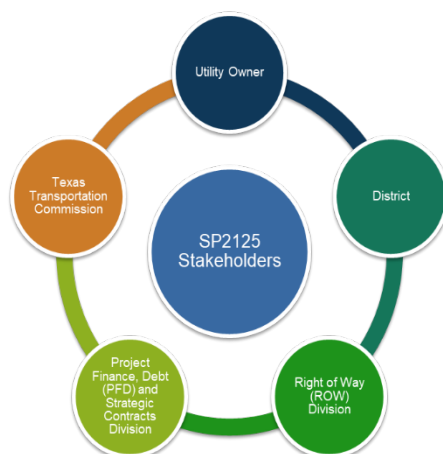 Utility Owner
Texas
Transportation
Commission
District
SP2125
Stakeholders
Project
Finance, Debt
(PFD) and
Strategic
Contracts
Division
Right of Way
(ROW)
Division